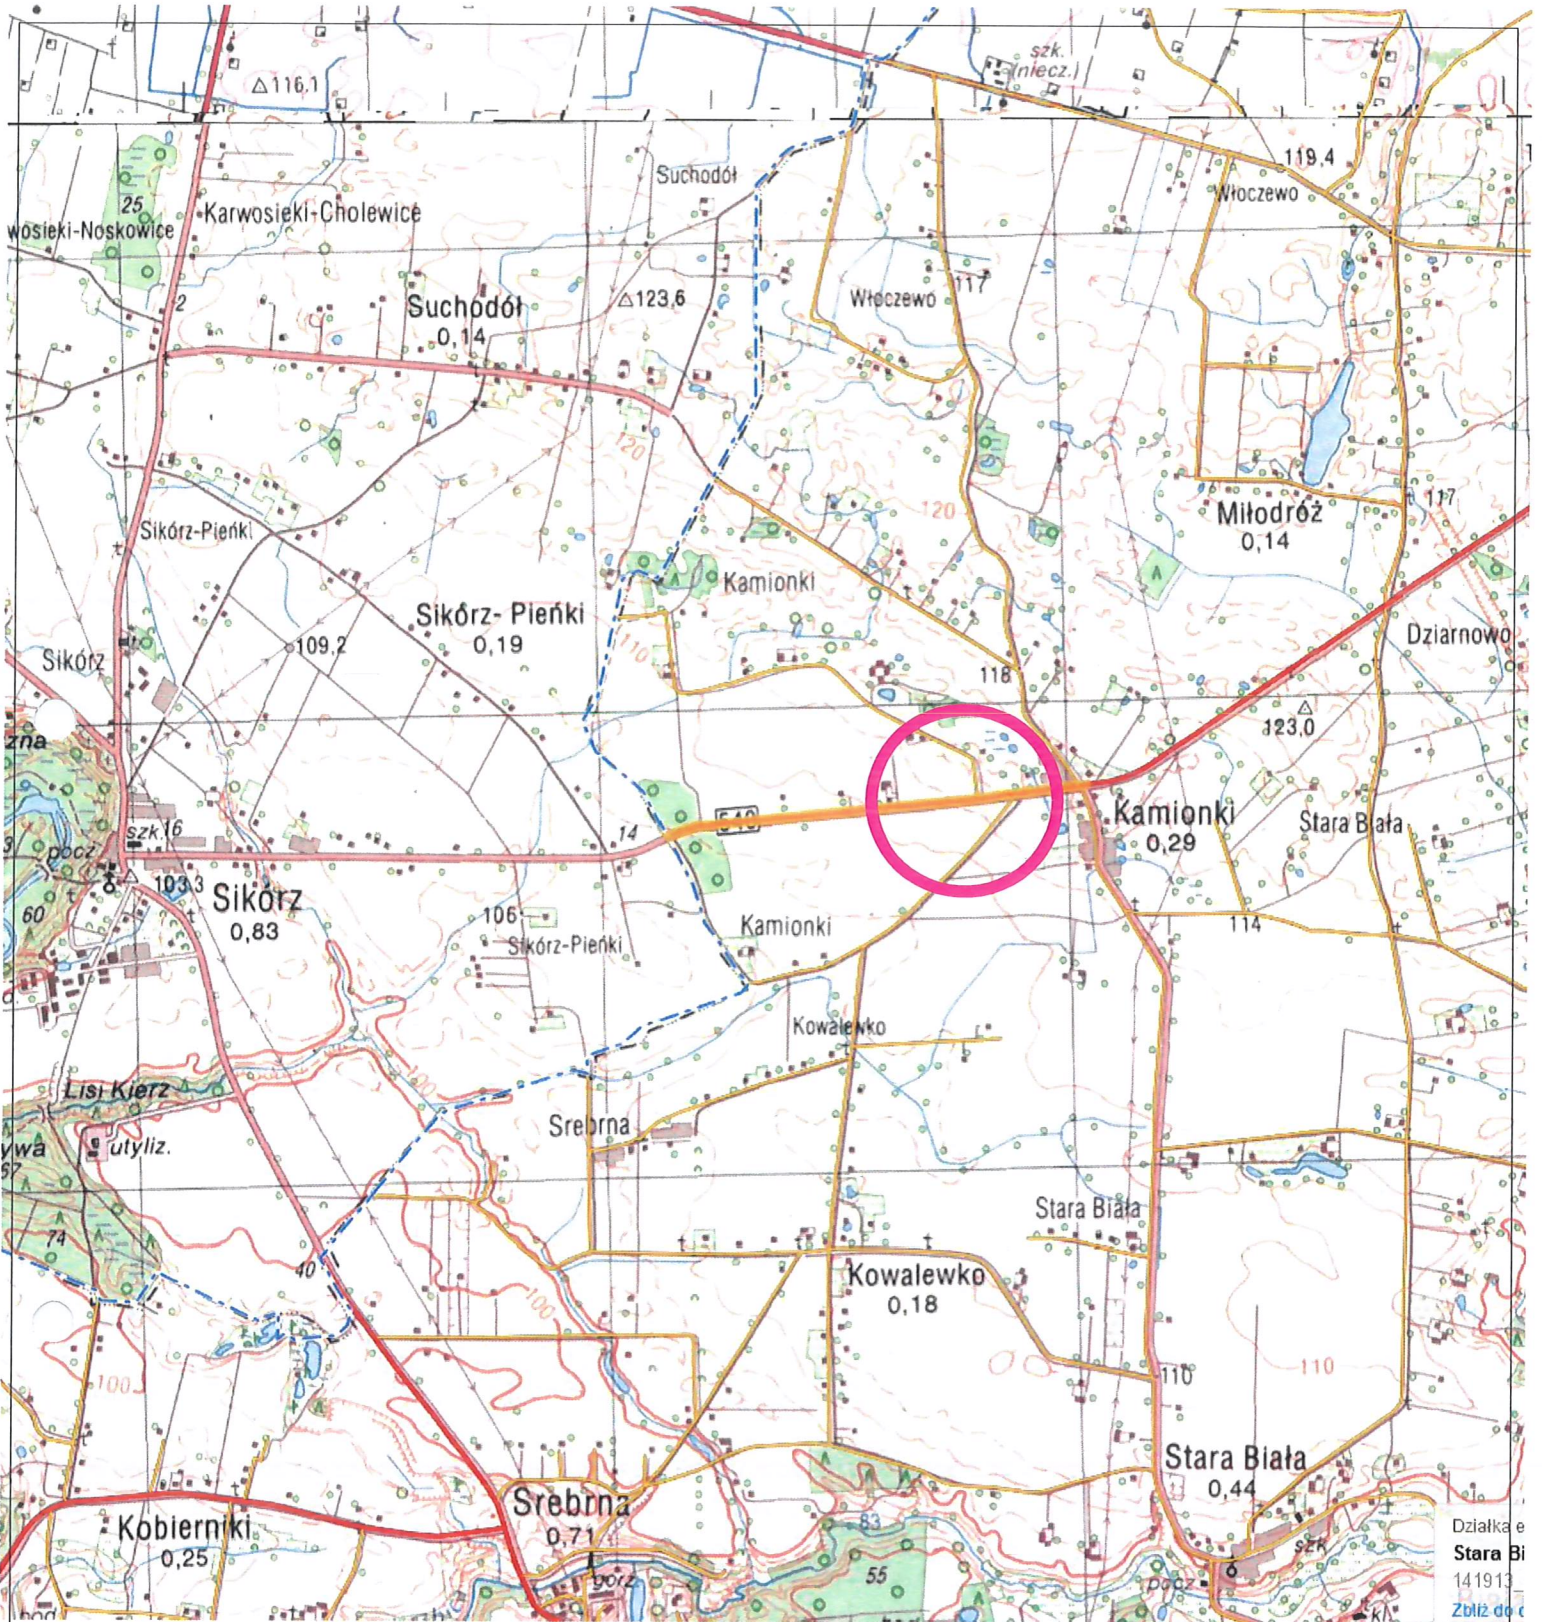 szk.
(niecz.)
116,1
119,4
Suchodół
Włoczewo
25
Karwosieki-Cholewice
wosieki-Noskowice
117
2
Suchodół
0,14
123,6
Włoczewo
120
120
117
Miłodróż
0,14
Sikórz-Pieńki
Kamionki
Sikórz-Pieńki
0,19
109,2
110
Dziarnowo
Sikórz
118
123,0
zna
Kamionki
0,29
Stara Biała
szk.
16
14
3
pocz.
103,3
Sikórz
0,83
60
106
Sikórz-Pieńki
Kamionki
114
Kowalewko
100
Lisi Kierz
Srebrna
ywa
67
utyliz.
74
Stara Biała
40
Kowalewko
0,18
100
110
110
100
Stara Biała
0,44
Srebrna
0,71
Kobierniki
0,25
83
szk
55
gorz
pocz
Działka e
Stara Bi
141913_
Zbliż do